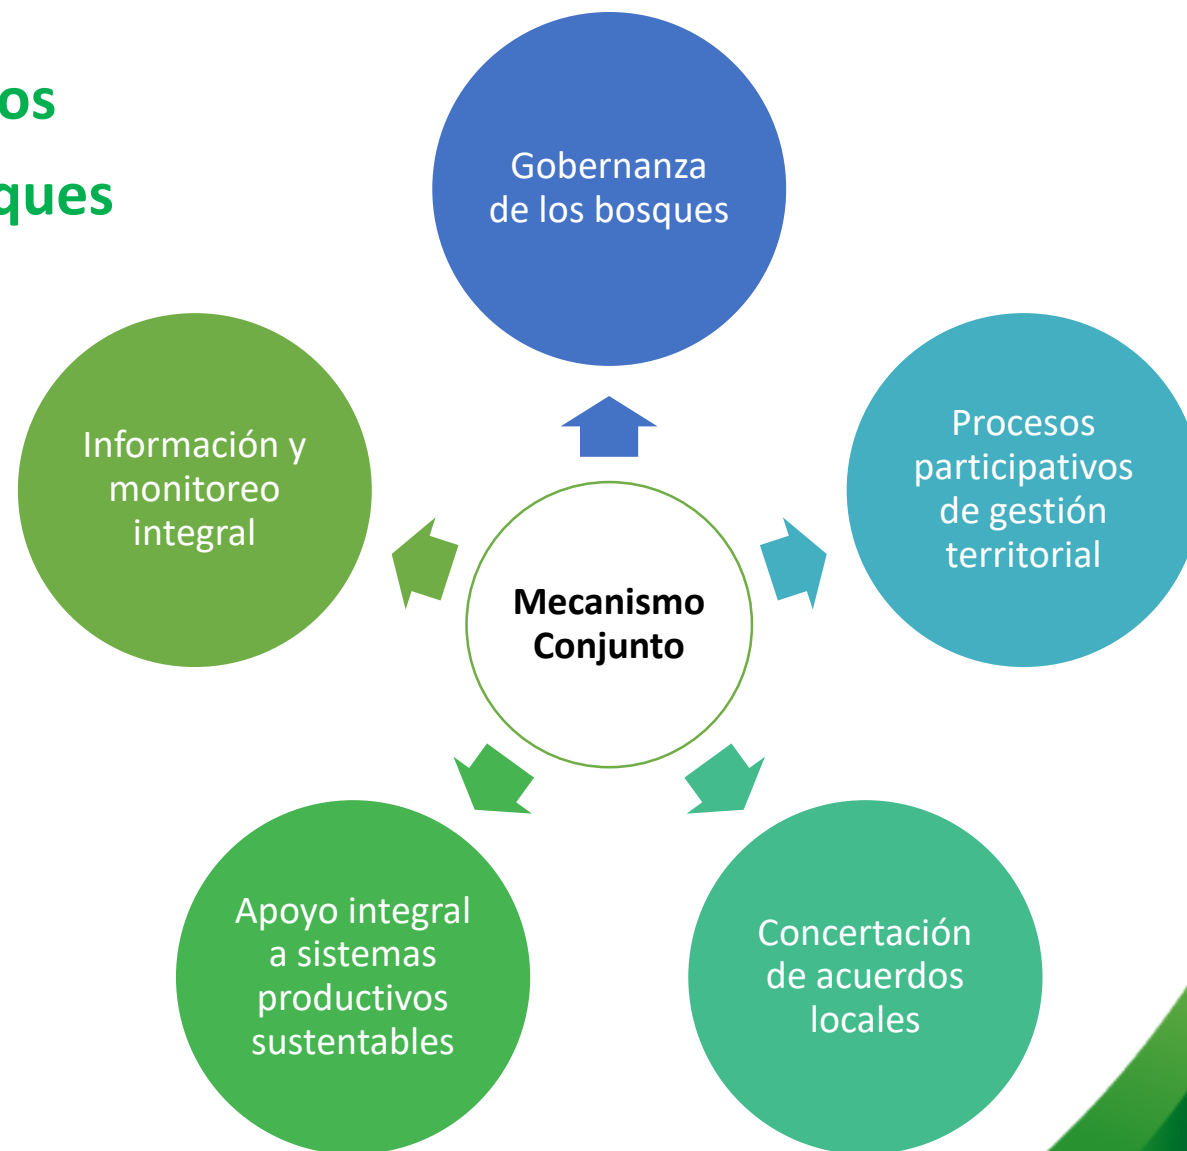 os
ques
Gobernanza
de los bosques
Procesos
participativos
de gestión
territorial
Concertación
de acuerdos
locales
Apoyo integral
a sistemas
productivos
sustentables
Información y
monitoreo
integral
Mecanismo
Conjunto